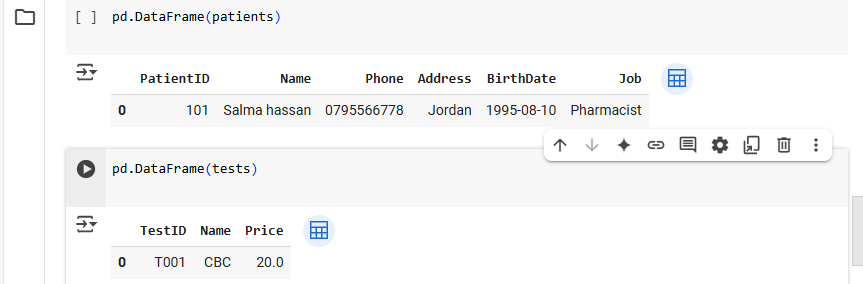 [ ] pd.DataFrame(patients)
PatientID Name Phone Address BirthDate Job
0 101 Salma hassan 0795566778 Jordan 1995-08-10 Pharmacist
pd.DataFrame(tests)
TestID Name Price
0 T001 CBC 20.0